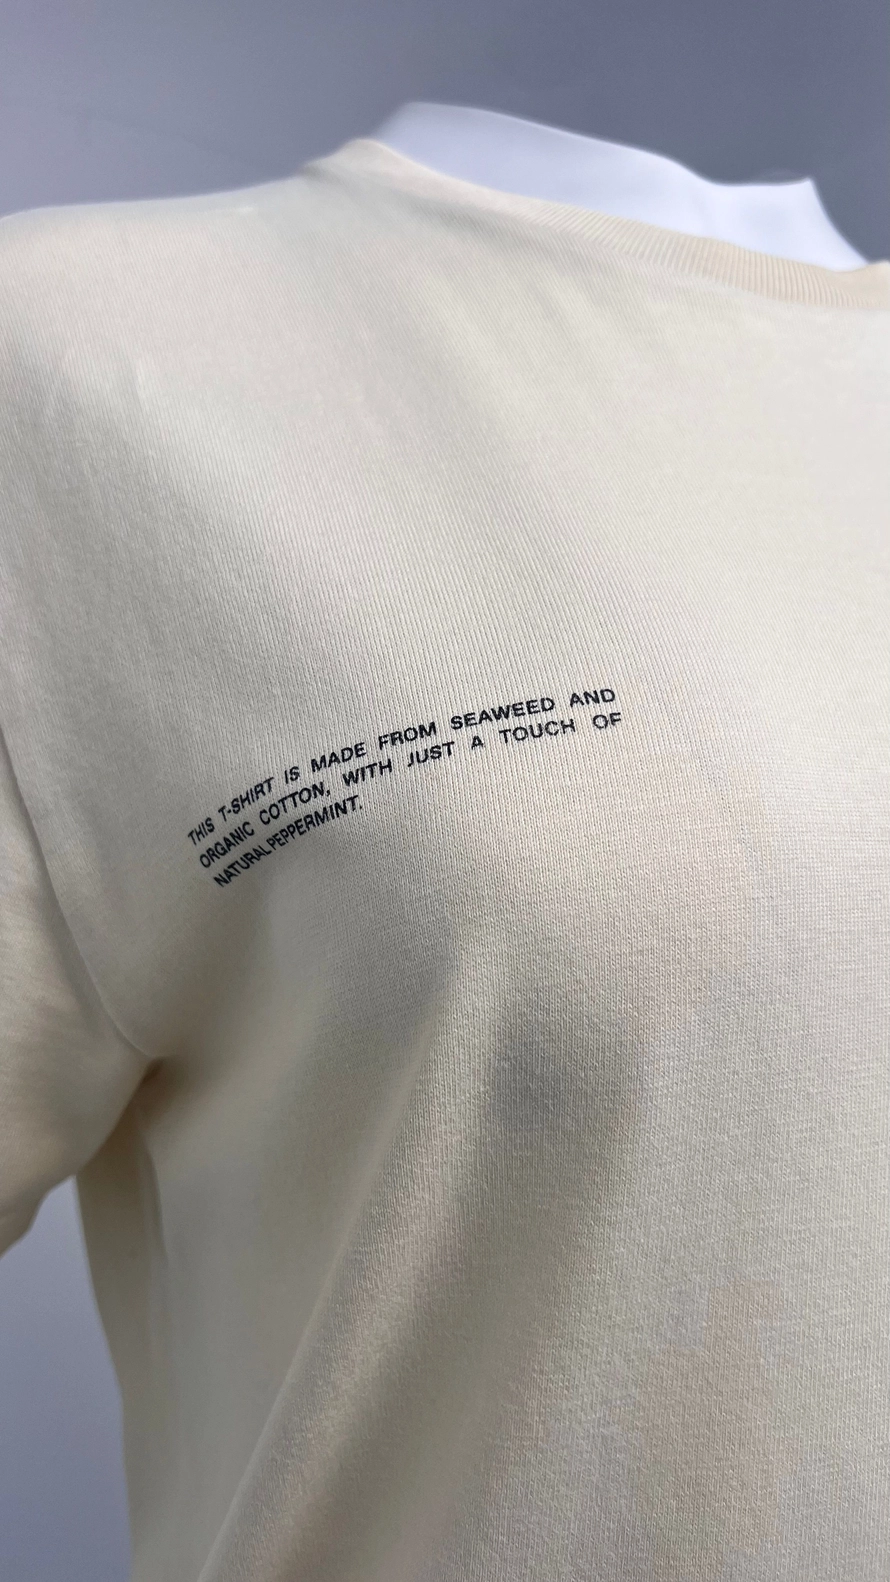 THIS T-SHIRT IS MADE FROM SEAWEED AND
ORGANIC COTTON, WITH JUST A TOUCH OF
NATURAL PEPPERMINT.